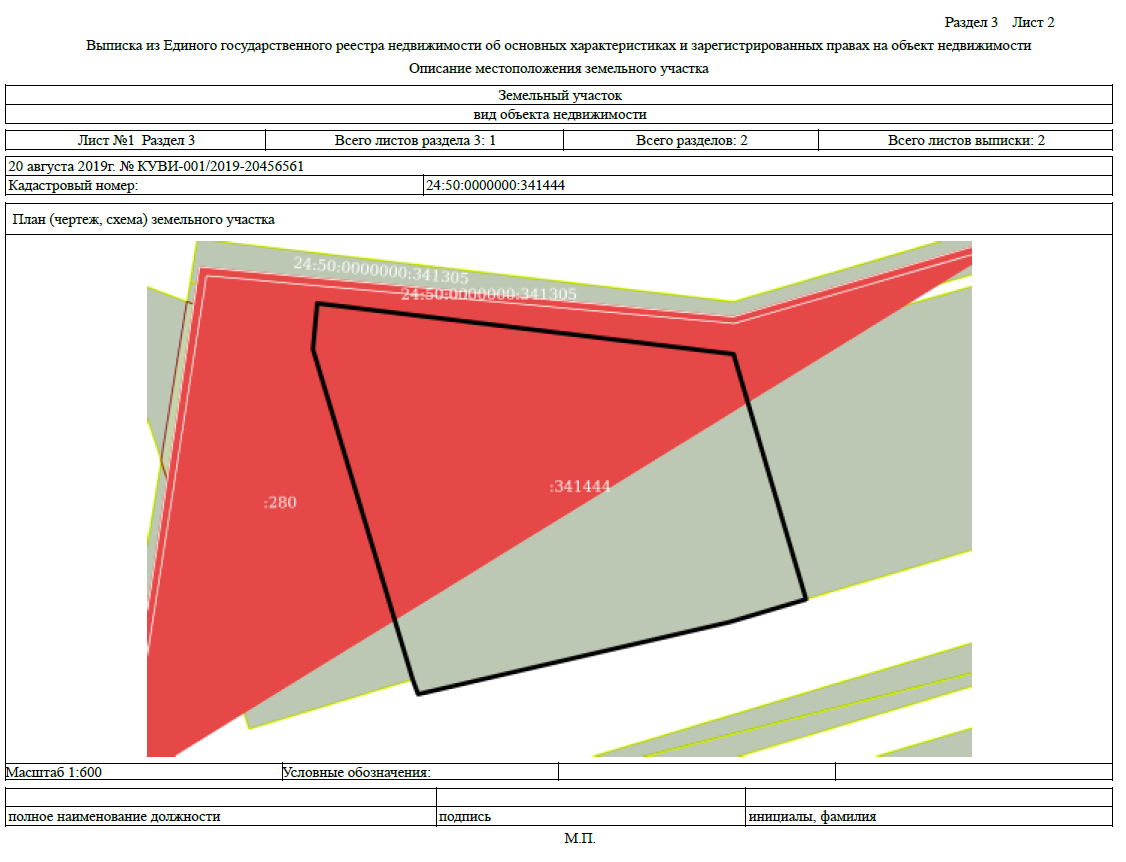 Раздел 3 Лист 2
Выписка из Единого государственного реестра недвижимости об основных характеристиках и зарегистрированных правах на объект недвижимости
Описание местоположения земельного участка
Земельный участок
вид объекта недвижимости
Лист №1 Раздел 3 Всего листов раздела 3: 1 Всего разделов: 2 Всего листов выписки: 2
20 августа 2019г. № КУВИ-001/2019-20456561
Кадастровый номер: 24:50:0000000:341444
План (чертеж, схема) земельного участка
24:50:0000000:341305
24:50:0000000:341305
:341444
:280
Масштаб 1:600 Условные обозначения:
полное наименование должности подпись инициалы, фамилия
М.П.